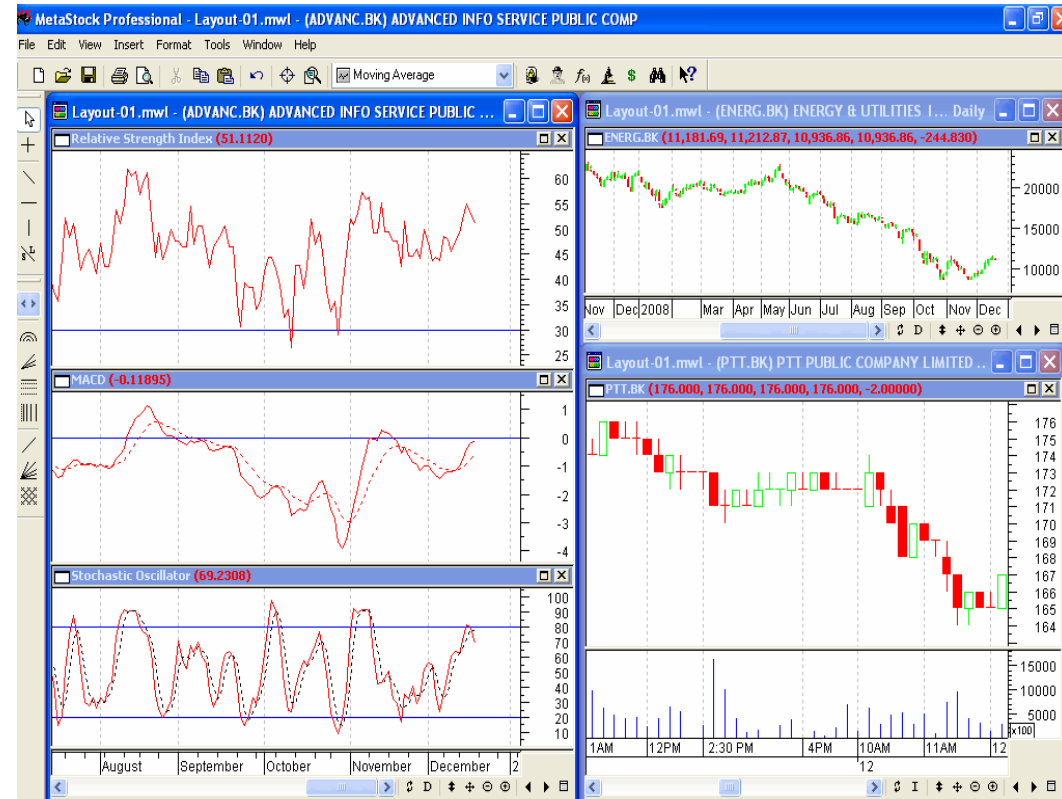 MetaStock Professional - Layout-01.mwl - (ADVANC.BK) ADVANCED INFO SERVICE PUBLIC COMP
File Edit View Insert Format Tools Window Help
Moving Average
Layout-01.mwl - (ADVANC.BK) ADVANCED INFO SERVICE PUBLIC ...
Relative Strength Index (51.1120)
60
55
50
45
40
35
30
25
MACD (-0.11895)
1
0
-1
-2
-3
-4
Stochastic Oscillator (69.2308)
100
90
80
70
60
50
40
30
20
10
August September October November December 2
D
Layout-01.mwl - (ENERG.BK) ENERGY & UTILITIES I... Daily
ENERG.BK (11,181.69, 11,212.87, 10,936.86, 10,936.86, -244.830)
20000
15000
10000
Nov Dec 2008 Mar Apr May Jun Jul Aug Sep Oct Nov Dec
D
Layout-01.mwl - (PTT.BK) PTT PUBLIC COMPANY LIMITED ..
PTT.BK (176.000, 176.000, 176.000, 176.000, -2.00000)
176
175
174
173
172
171
170
169
168
167
166
165
164
15000
10000
5000
x100
1AM 12PM 2:30 PM 4PM 10AM 11AM 12
12
I